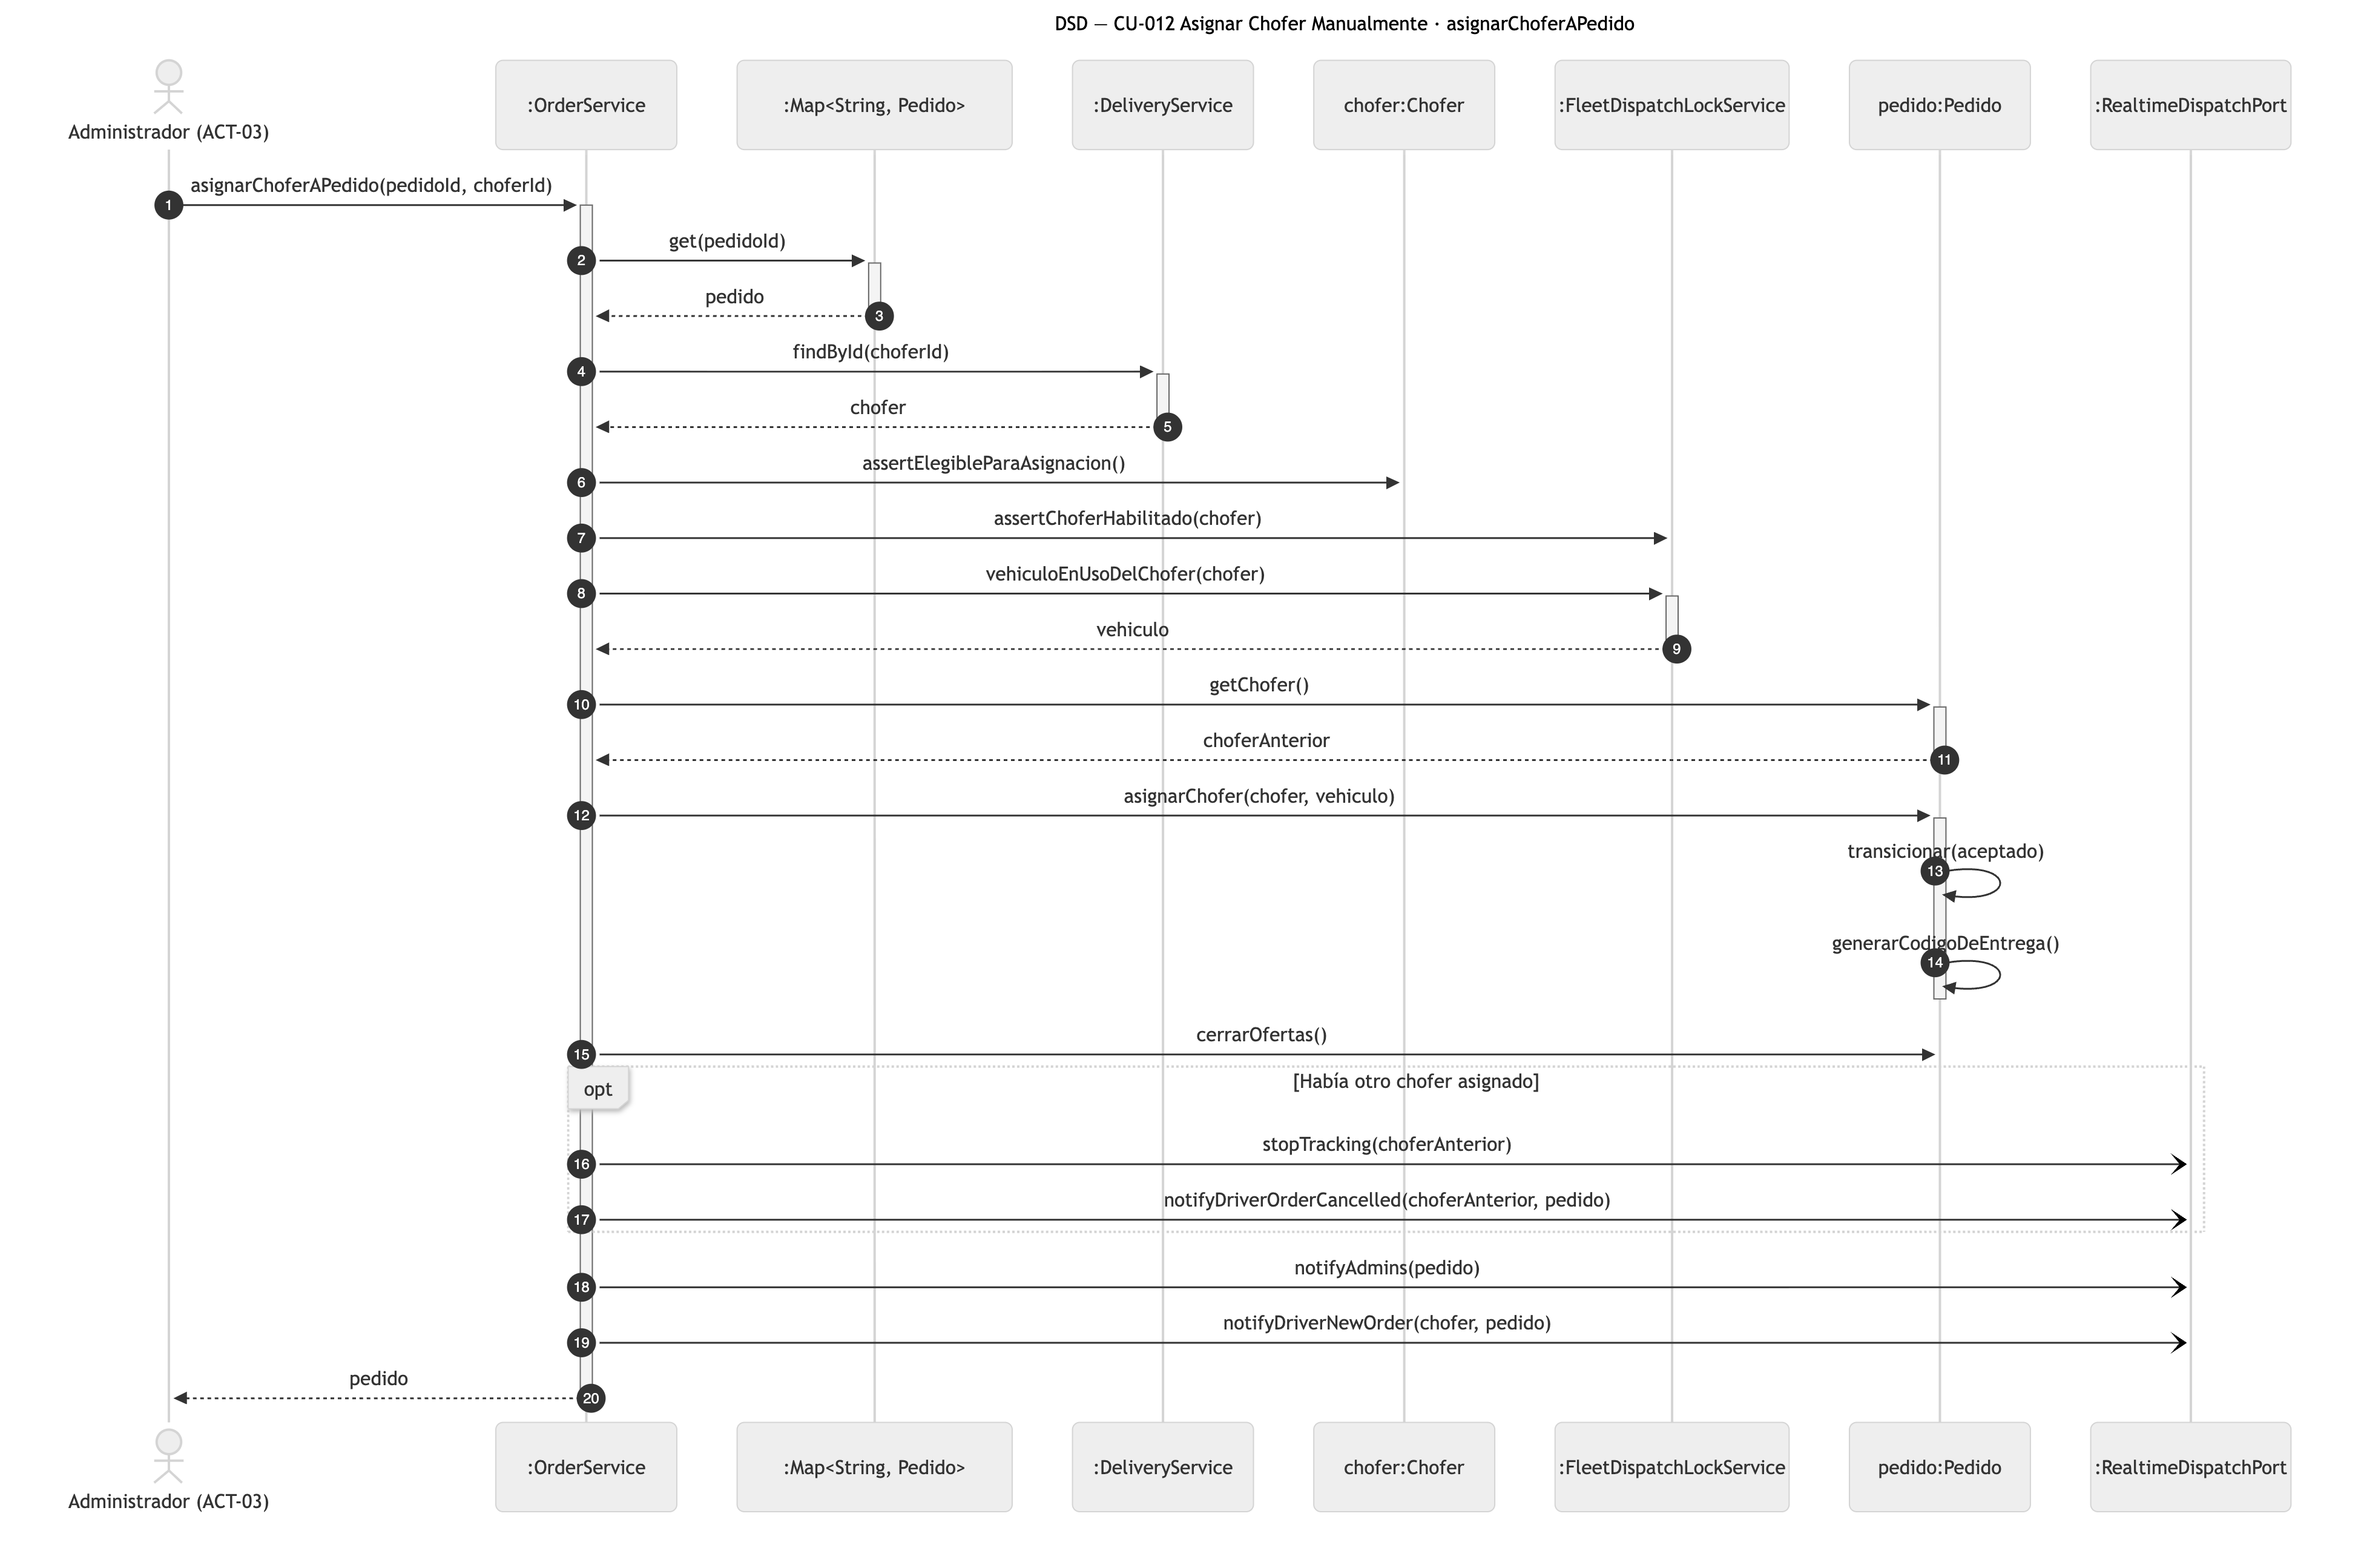 DSD — CU-012 Asignar Chofer Manualmente · asignarChoferAPedido
Administrador (ACT-03)
:OrderService
:Map<String, Pedido>
:DeliveryService
chofer:Chofer
:FleetDispatchLockService
pedido:Pedido
:RealtimeDispatchPort
asignarChoferAPedido(pedidoId, choferId)
1
get(pedidoId)
2
pedido
3
findById(choferId)
4
chofer
5
assertElegibleParaAsignacion()
6
assertChoferHabilitado(chofer)
7
vehiculoEnUsoDelChofer(chofer)
8
vehiculo
9
getChofer()
10
choferAnterior
11
asignarChofer(chofer, vehiculo)
12
transicionar(aceptado)
13
generarCodigoDeEntrega()
14
cerrarOfertas()
15
opt
[Había otro chofer asignado]
stopTracking(choferAnterior)
16
notifyDriverOrderCancelled(choferAnterior, pedido)
17
notifyAdmins(pedido)
18
notifyDriverNewOrder(chofer, pedido)
19
pedido
20
Administrador (ACT-03)
:OrderService
:Map<String, Pedido>
:DeliveryService
chofer:Chofer
:FleetDispatchLockService
pedido:Pedido
:RealtimeDispatchPort